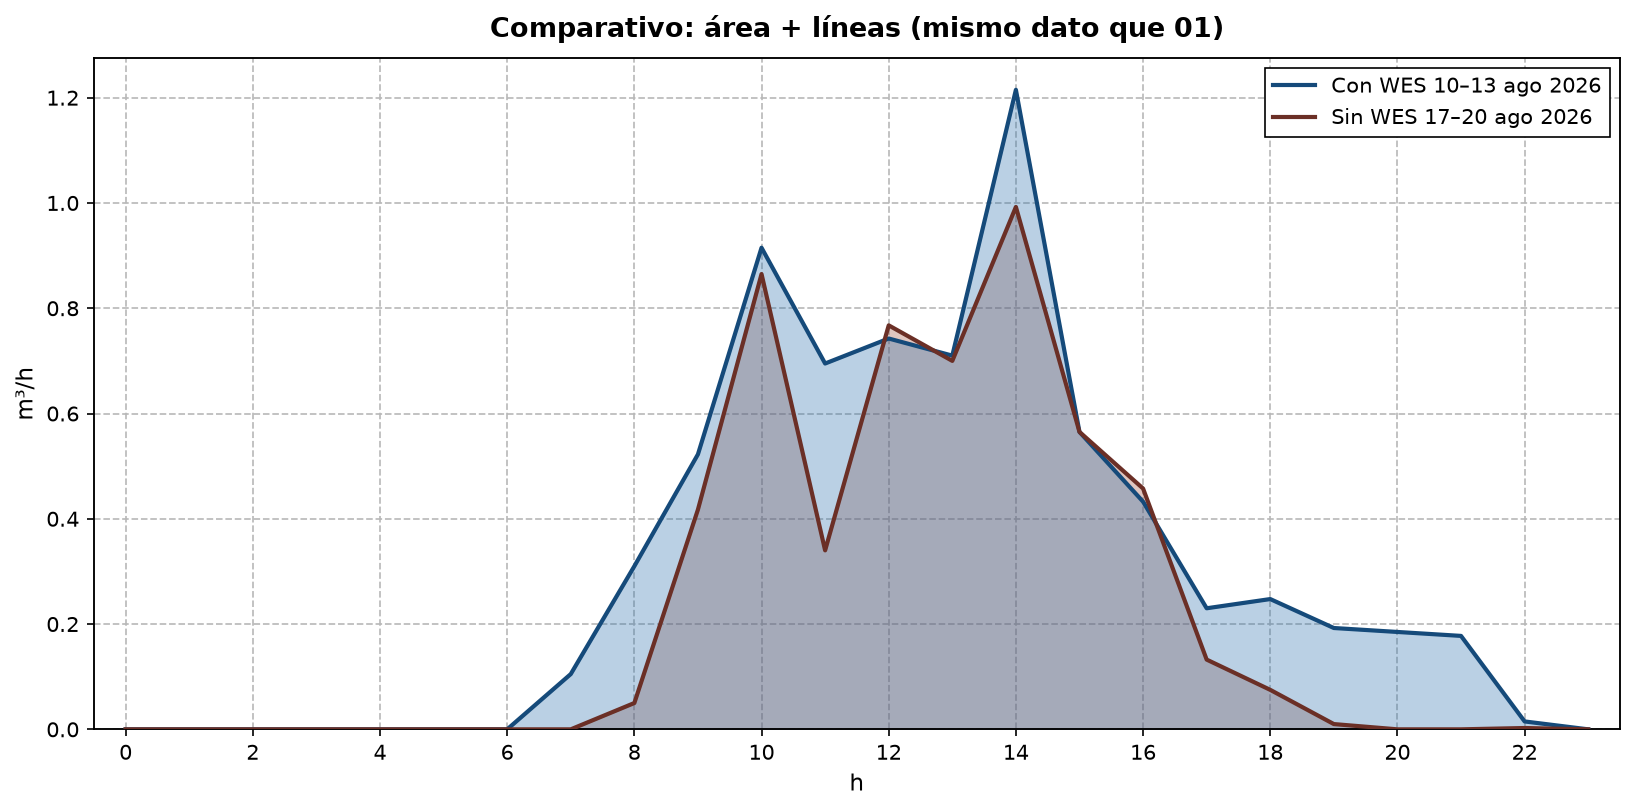 Comparativo: área + líneas (mismo dato que 01)
Con WES 10–13 ago 2026
Sin WES 17–20 ago 2026
m³/h
1.2
1.0
0.8
0.6
0.4
0.2
0.0
0 2 4 6 8 10 12 14 16 18 20 22
h